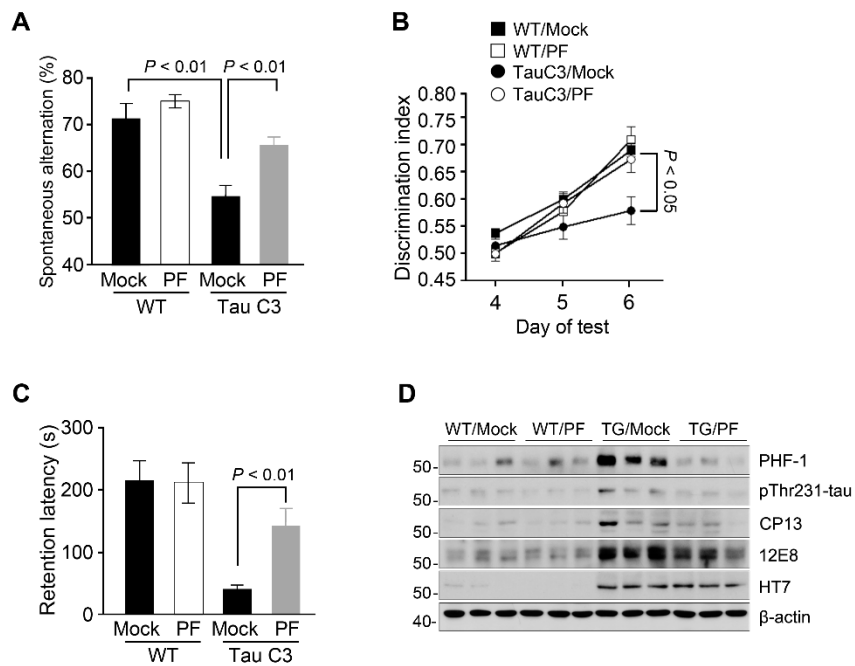 A
Spontaneous alternation (%)
P < 0.01 P < 0.01
80
70
60
50
40
Mock PF Mock PF
WT Tau C3
B
WT/Mock
WT/PF
TauC3/Mock
TauC3/PF
Discrimination index
0.80
0.70
0.65
0.60
0.55
0.50
0.45
P < 0.05
4 5 6
Day of test
C
Retention latency (s)
300
200
100
0
P < 0.01
Mock PF Mock PF
WT Tau C3
D
WT/Mock WT/PF TG/Mock TG/PF
50- PHF-1
50- pThr231-tau
50- CP13
50- 12E8
50- HT7
40- β-actin